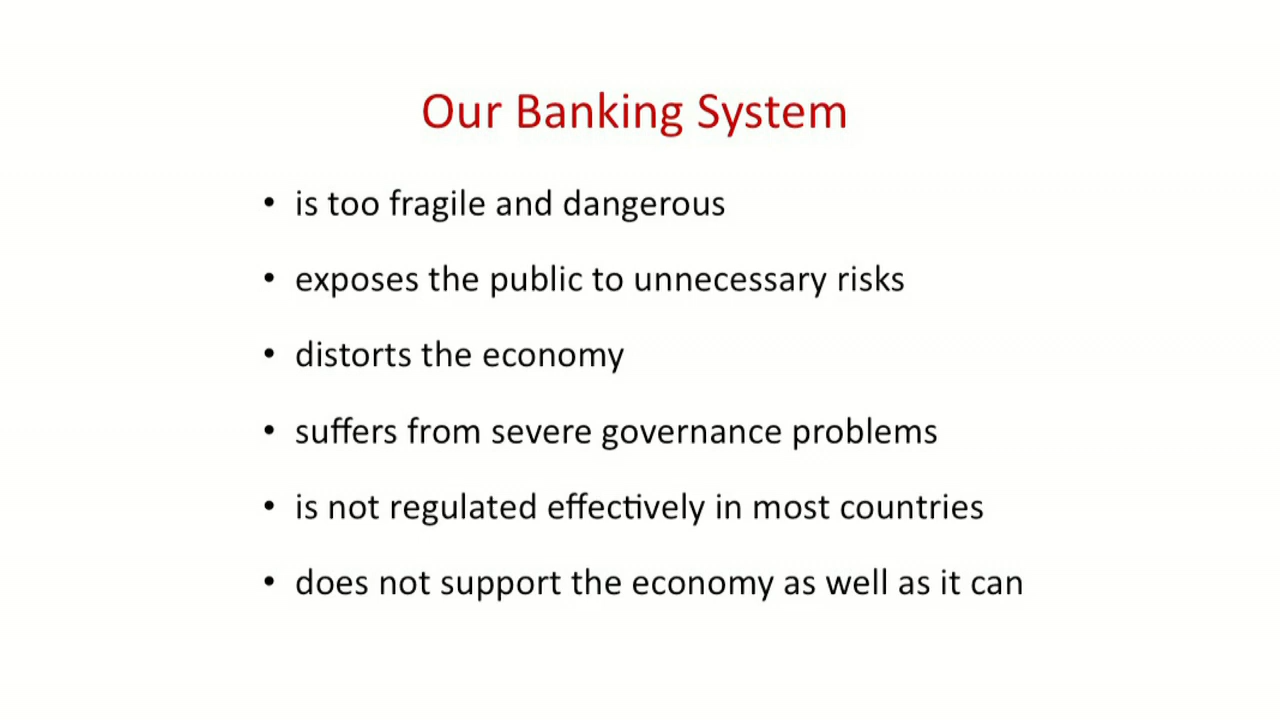 Our Banking System
• is too fragile and dangerous
• exposes the public to unnecessary risks
• distorts the economy
• suffers from severe governance problems
• is not regulated effectively in most countries
• does not support the economy as well as it can